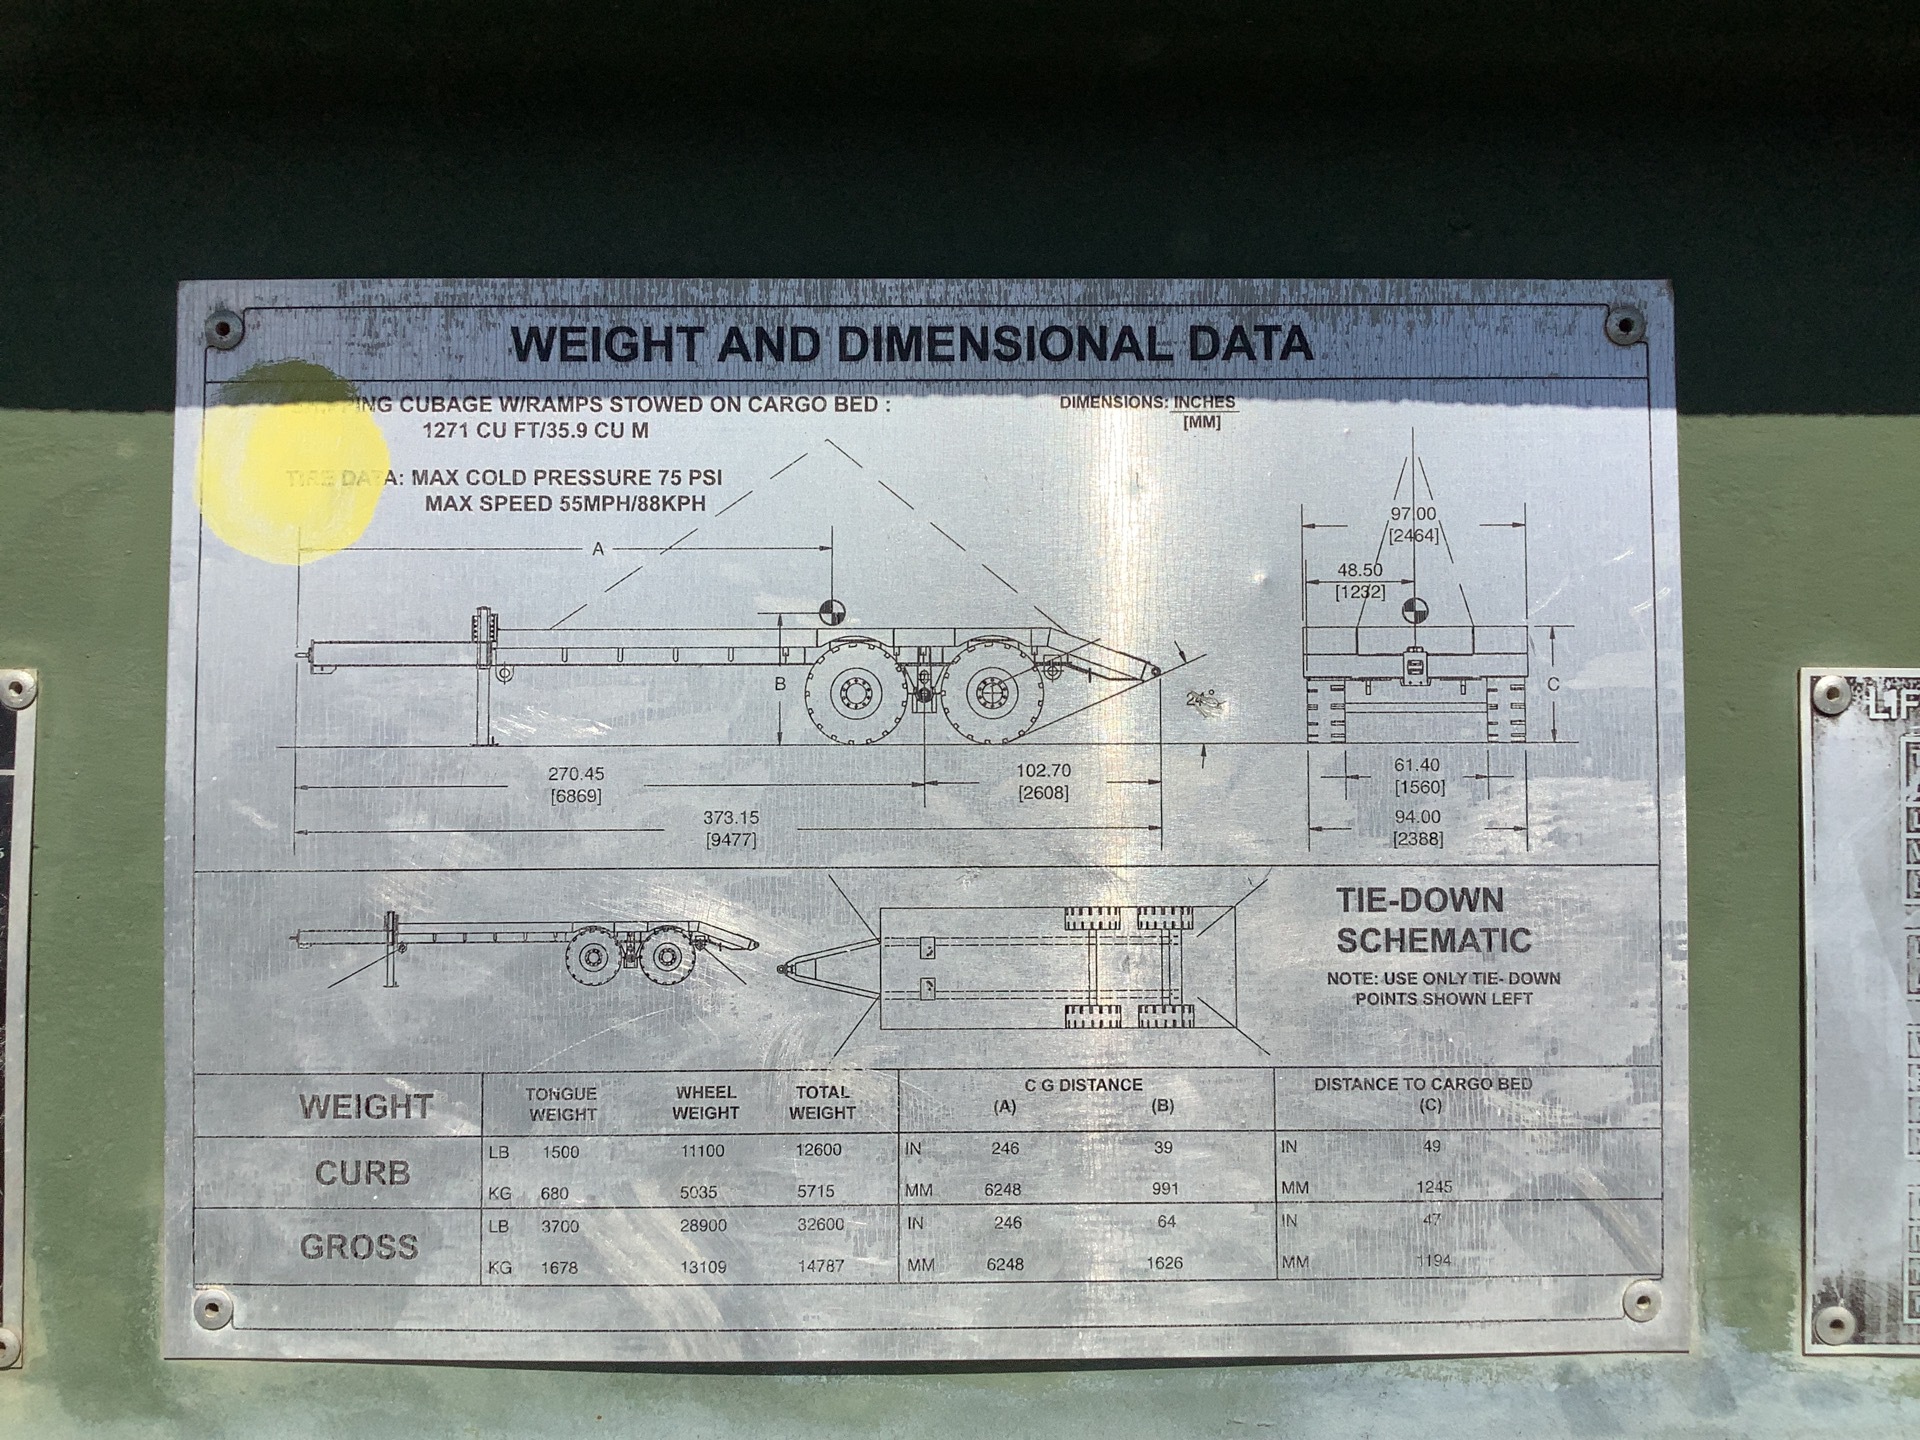 WEIGHT AND DIMENSIONAL DATA
CUBAGE W/RAMPS STOWED ON CARGO BED :
1271 CU FT/35.9 CU M
DIMENSIONS: INCHES
[MM]
TIRE DATA: MAX COLD PRESSURE 75 PSI
MAX SPEED 55MPH/88KPH
A
B
24°
97.00
[2464]
48.50
[1232]
C
270.45
[6869]
102.70
[2608]
373.15
[9477]
61.40
[1560]
94.00
[2388]
TIE-DOWN
SCHEMATIC
NOTE: USE ONLY TIE- DOWN
POINTS SHOWN LEFT
WEIGHT TONGUE WEIGHT WHEEL WEIGHT TOTAL WEIGHT C G DISTANCE (A) (B) DISTANCE TO CARGO BED (C)
CURB LB 1500 11100 12600 IN 246 39 IN 49
KG 680 5035 5715 MM 6248 991 MM 1245
GROSS LB 3700 28900 32600 IN 246 64 IN 47
KG 1678 13109 14787 MM 6248 1626 MM 1194